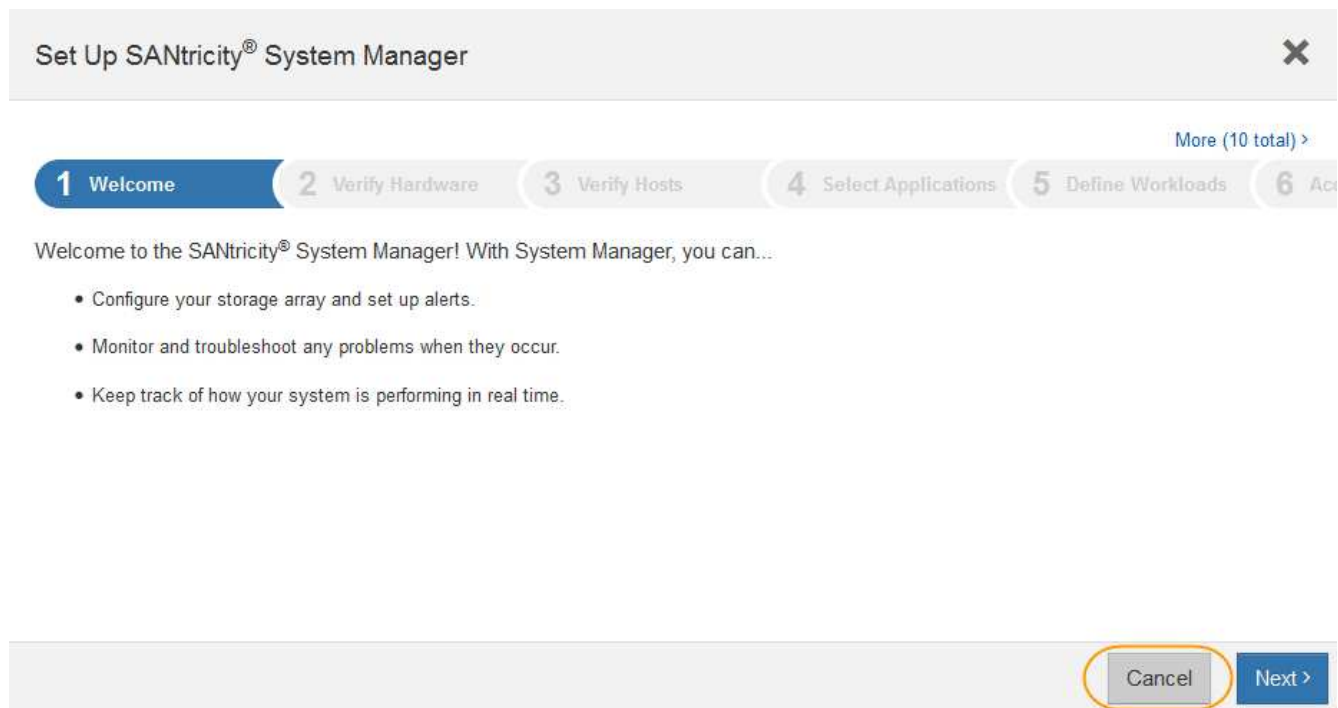 Set Up SANtricity® System Manager
More (10 total) >
1 Welcome 2 Verify Hardware 3 Verify Hosts 4 Select Applications 5 Define Workloads 6 Acc
Welcome to the SANtricity® System Manager! With System Manager, you can...
• Configure your storage array and set up alerts.
• Monitor and troubleshoot any problems when they occur.
• Keep track of how your system is performing in real time.
Cancel Next >